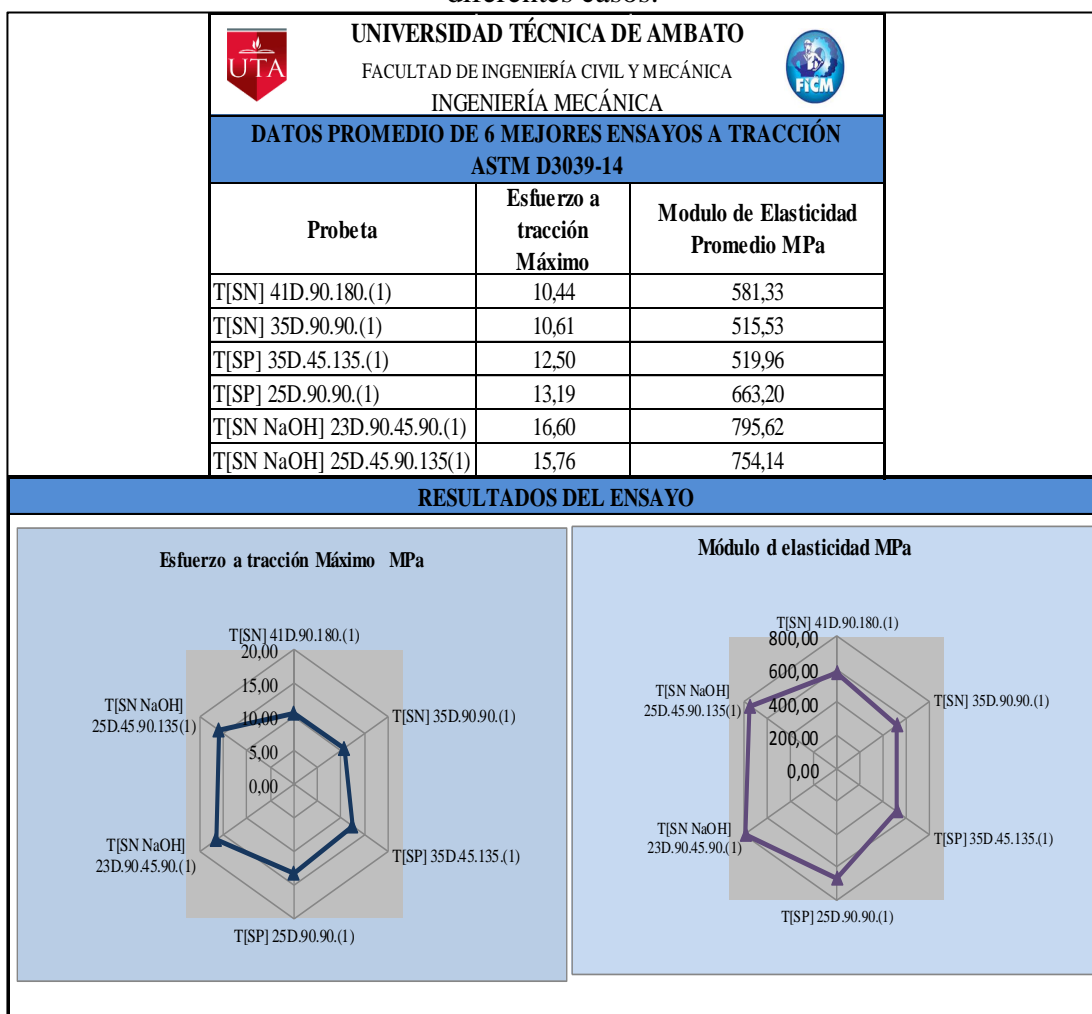 diferentes casos.
UTA
UNIVERSIDAD TÉCNICA DE AMBATO
FACULTAD DE INGENIERÍA CIVIL Y MECÁNICA
INGENIERÍA MECÁNICA
FICM
DATOS PROMEDIO DE 6 MEJORES ENSAYOS A TRACCIÓN
ASTM D3039-14
Probeta
Esfuerzo a
tracción
Máximo
Modulo de Elasticidad
Promedio MPa
T[SN] 41D.90.180.(1) 10,44 581,33
T[SN] 35D.90.90.(1) 10,61 515,53
T[SP] 35D.45.135.(1) 12,50 519,96
T[SP] 25D.90.90.(1) 13,19 663,20
T[SN NaOH] 23D.90.45.90.(1) 16,60 795,62
T[SN NaOH] 25D.45.90.135(1) 15,76 754,14
RESULTADOS DEL ENSAYO
Esfuerzo a tracción Máximo MPa
T[SN] 41D.90.180.(1)
20,00
15,00
10,00
5,00
0,00
T[SN] 35D.90.90.(1)
T[SP] 35D.45.135.(1)
T[SP] 25D.90.90.(1)
T[SN NaOH]
23D.90.45.90.(1)
T[SN NaOH]
25D.45.90.135(1)
Módulo d elasticidad MPa
T[SN] 41D.90.180.(1)
800,00
600,00
400,00
200,00
0,00
T[SN] 35D.90.90.(1)
T[SP] 35D.45.135.(1)
T[SP] 25D.90.90.(1)
T[SN NaOH]
23D.90.45.90.(1)
T[SN NaOH]
25D.45.90.135(1)